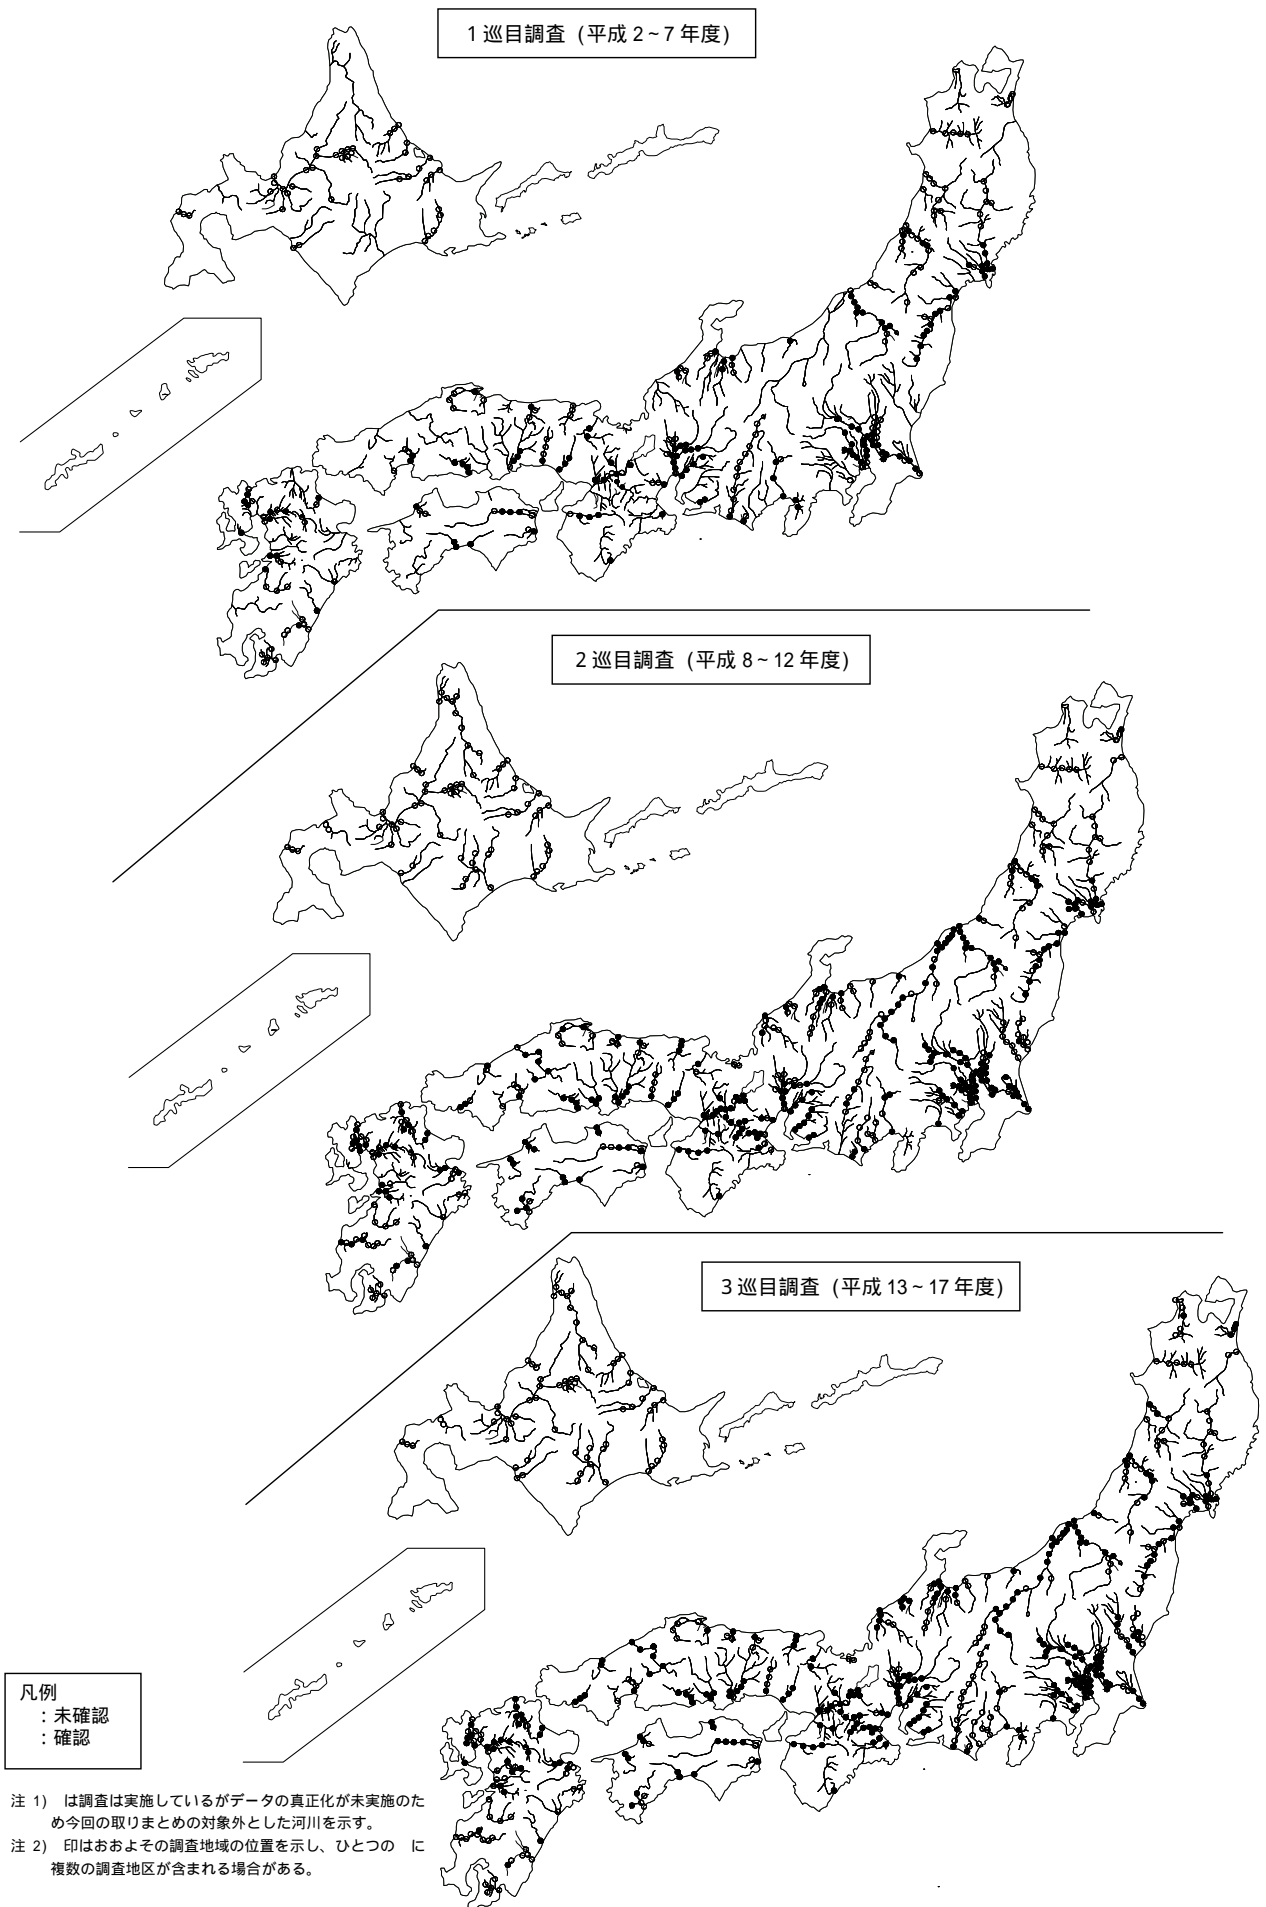 1巡目調査 (平成 2~7 年度)
2巡目調査 (平成 8~12 年度)
3巡目調査 (平成 13~17 年度)
凡例
：未確認
：確認
注 1) は調査は実施しているがデータの真正化が未実施のた
め今回の取りまとめの対象外とした河川を示す。
注 2) 印はおおよその調査地域の位置を示し、ひとつの に
複数の調査地区が含まれる場合がある。